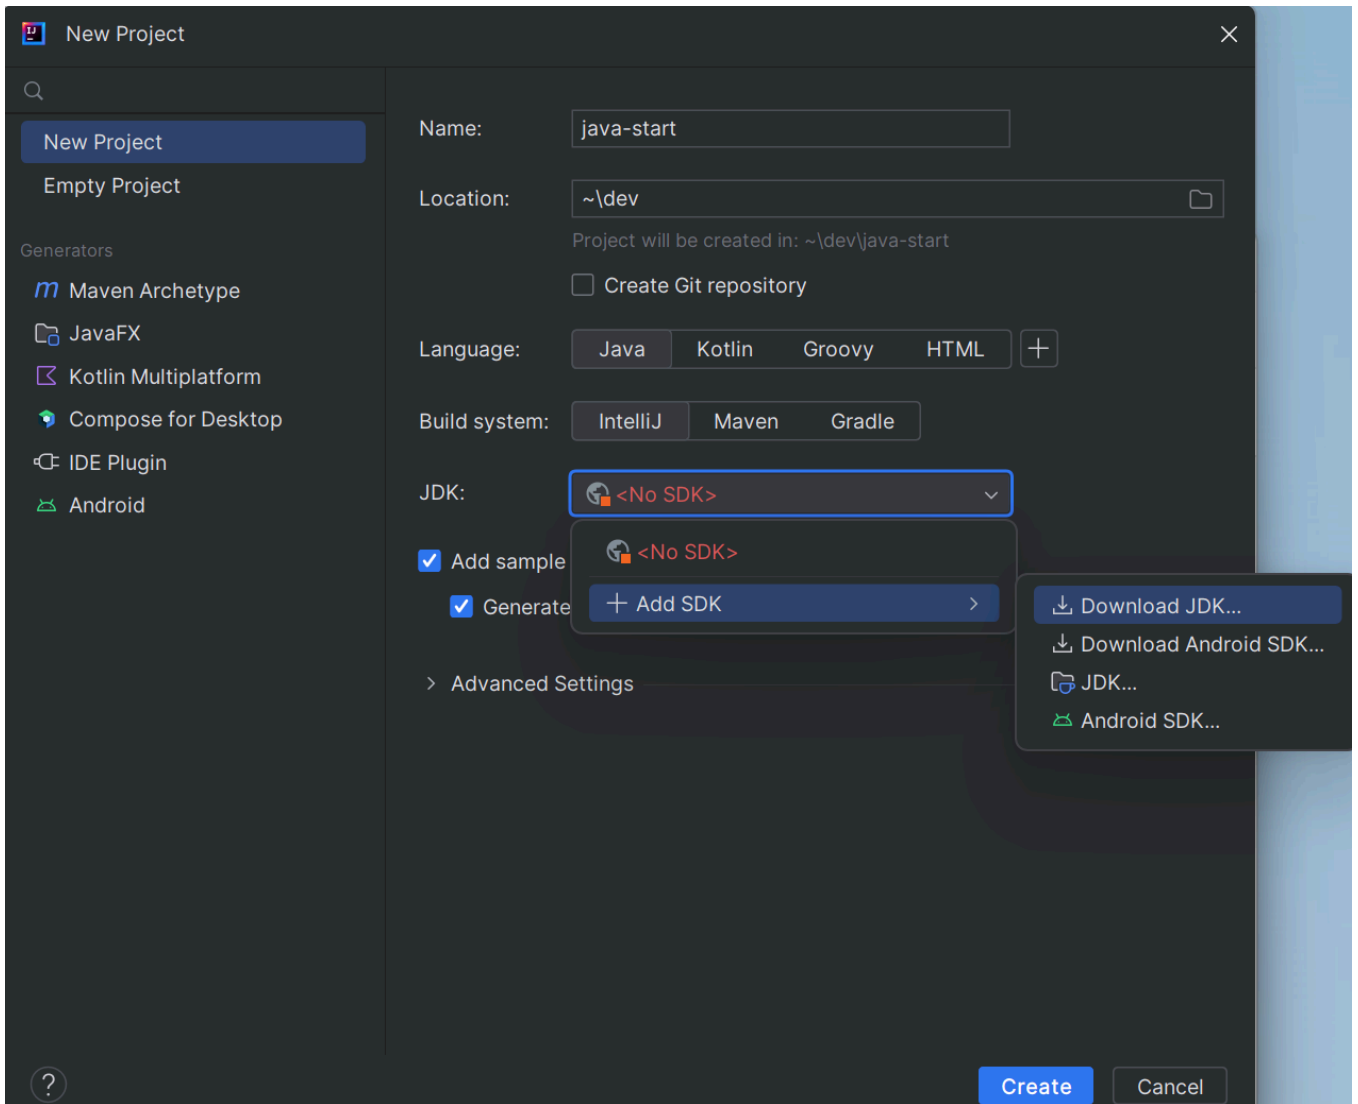 New Project
New Project
Empty Project
Generators
Maven Archetype
JavaFX
Kotlin Multiplatform
Compose for Desktop
IDE Plugin
Android
Name: java-start
Location: ~\dev
Project will be created in: ~\dev\java-start
Create Git repository
Language: Java Kotlin Groovy HTML
Build system: IntelliJ Maven Gradle
JDK: <No SDK>
<No SDK>
Add sample
Add SDK
Generate
Download JDK...
Download Android SDK...
JDK...
Android SDK...
Advanced Settings
? Create Cancel